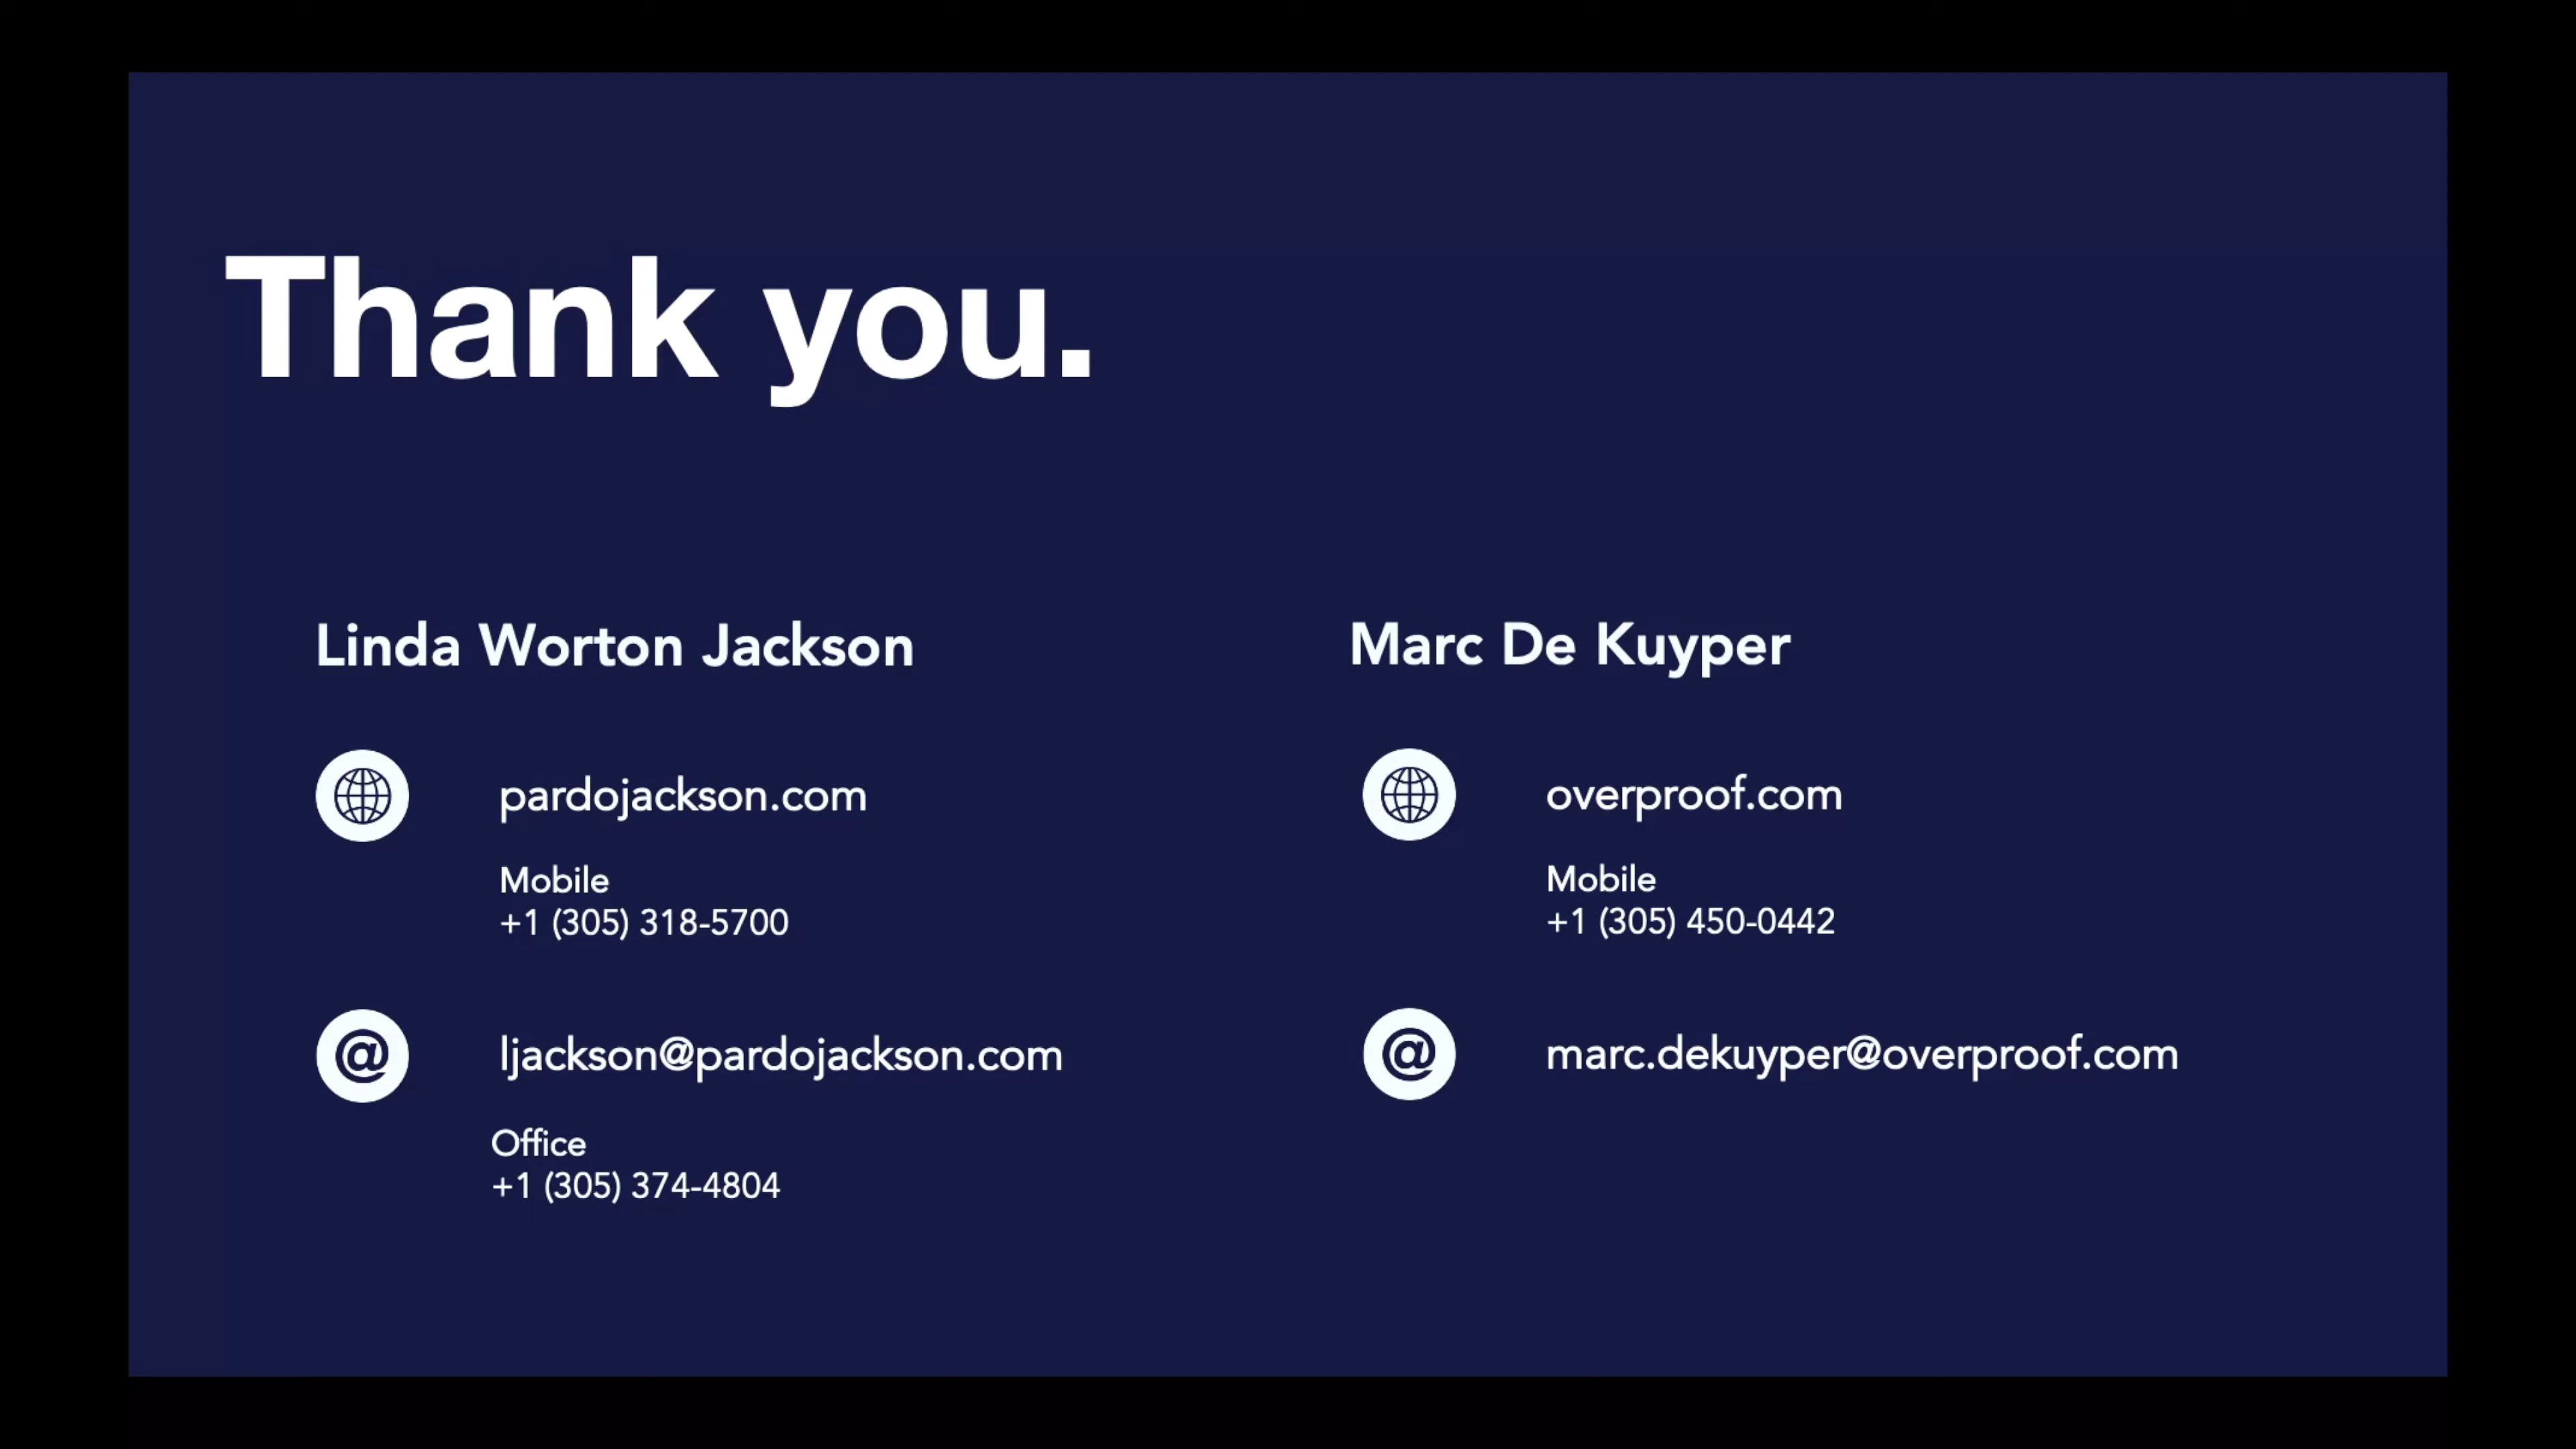 Thank you.
Linda Worton Jackson
pardojackson.com
Mobile
+1 (305) 318-5700
ljackson@pardojackson.com
Office
+1 (305) 374-4804
Marc De Kuyper
overproof.com
Mobile
+1 (305) 450-0442
marc.dekuyper@overproof.com